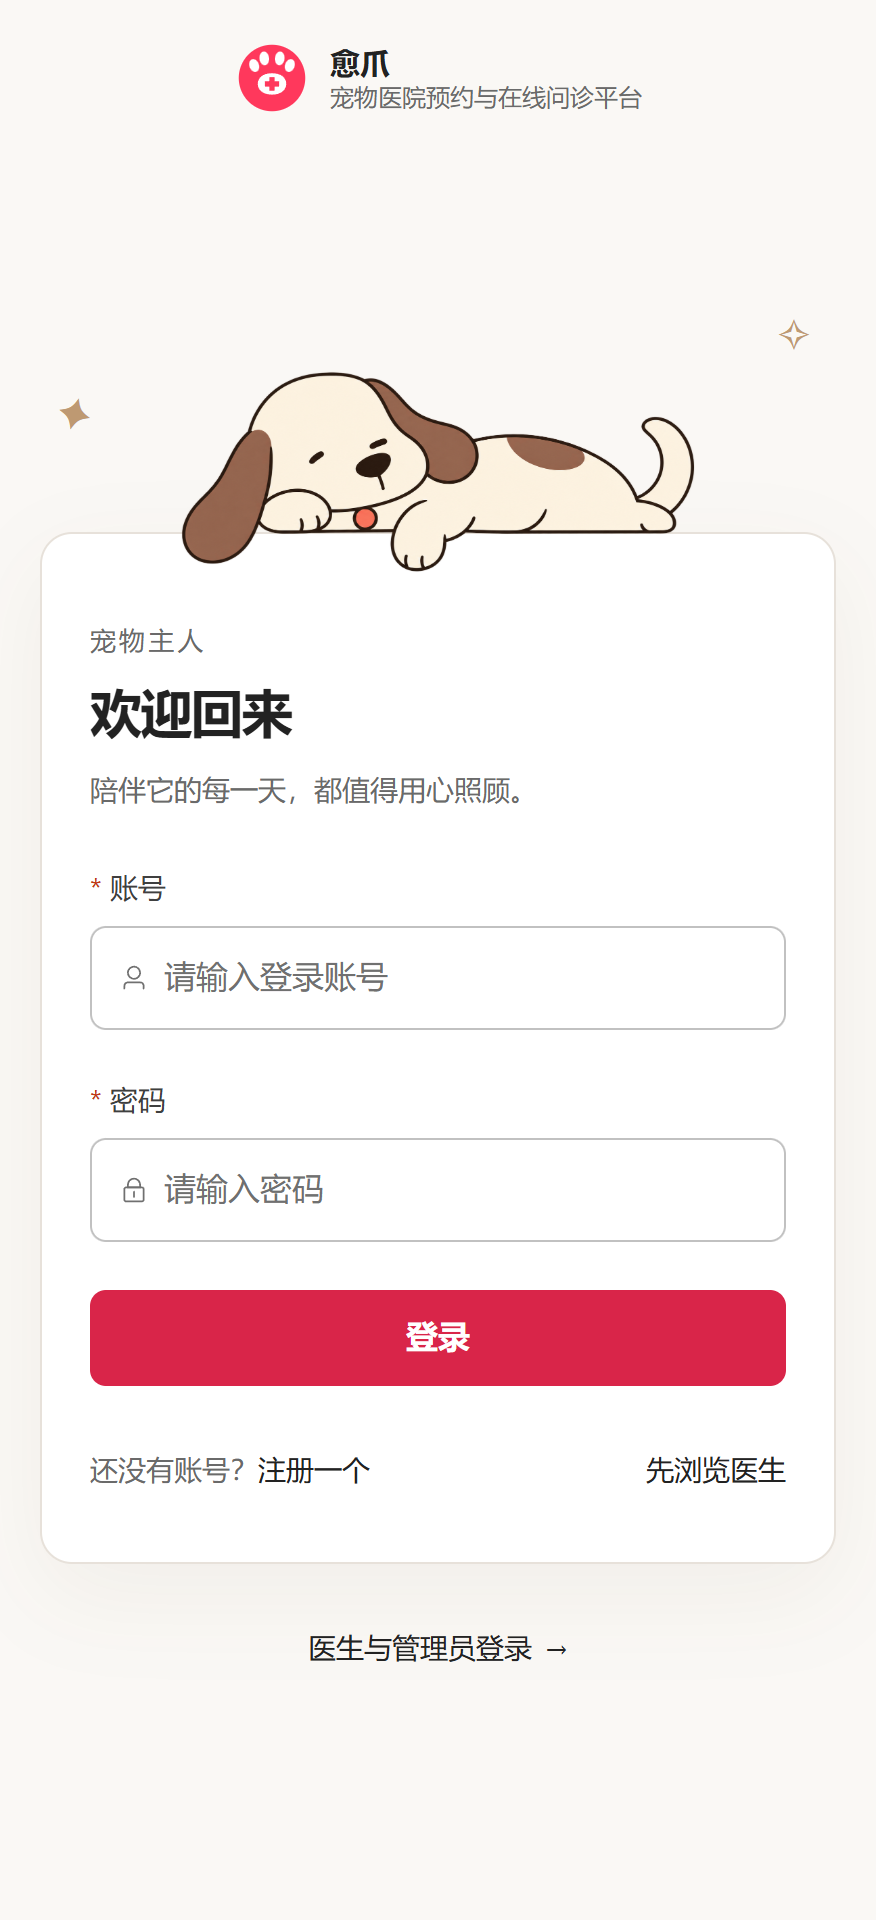 愈爪
宠物医院预约与在线问诊平台
宠物主人
欢迎回来
陪伴它的每一天，都值得用心照顾。
* 账号
请输入登录账号
* 密码
请输入密码
登录
还没有账号？注册一个 先浏览医生
医生与管理员登录 →